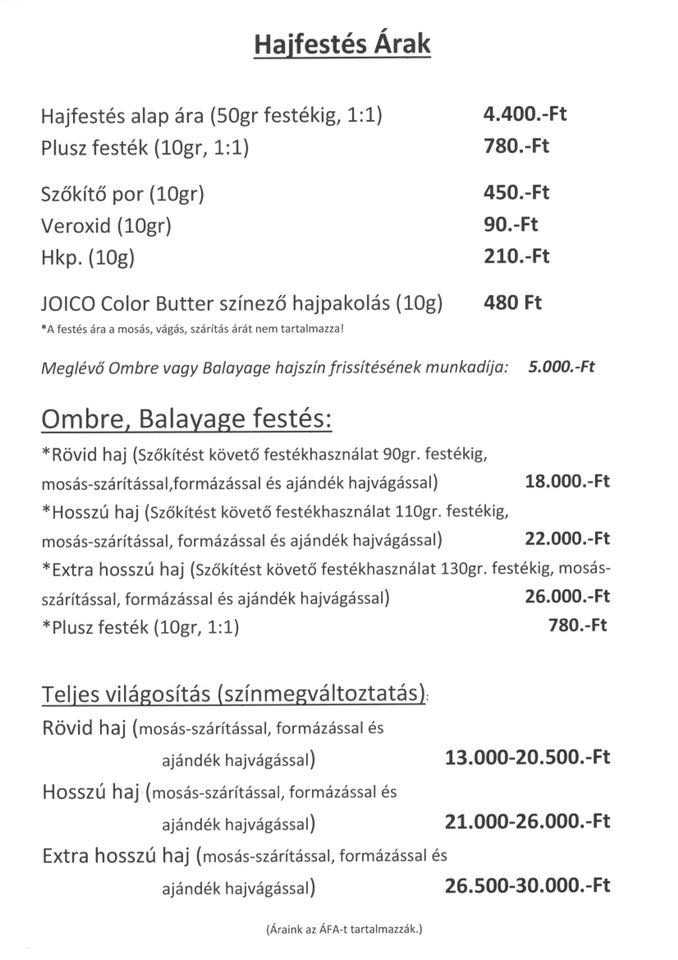 Hajfestés Árak
Hajfestés alap ára (50gr festékig, 1:1) 4.400.-Ft
Plusz festék (10gr, 1:1) 780.-Ft
Szőkítő por (10gr) 450.-Ft
Veroxid (10gr) 90.-Ft
Hkp. (10g) 210.-Ft
JOICO Color Butter színező hajpakolás (10g) 480 Ft
*A festés ára a mosás, vágás, szárítás árát nem tartalmazza!
Meglévő Ombre vagy Balayage hajszín frissítésének munkadíja: 5.000.-Ft
Ombre, Balayage festés:
*Rövid haj (Szőkítést követő festékhasználat 90gr. festékig,
mosás-szárítással,formázással és ajándék hajvágással) 18.000.-Ft
*Hosszú haj (Szőkítést követő festékhasználat 110gr. festékig,
mosás-szárítással, formázással és ajándék hajvágással) 22.000.-Ft
*Extra hosszú haj (Szőkítést követő festékhasználat 130gr. festékig, mosás-
szárítással, formázással és ajándék hajvágással) 26.000.-Ft
*Plusz festék (10gr, 1:1) 780.-Ft
Teljes világosítás (színmegváltoztatás):
Rövid haj (mosás-szárítással, formázással és
ajándék hajvágással) 13.000-20.500.-Ft
Hosszú haj (mosás-szárítással, formázással és
ajándék hajvágással) 21.000-26.000.-Ft
Extra hosszú haj (mosás-szárítással, formázással és
ajándék hajvágással) 26.500-30.000.-Ft
(Áraink az ÁFA-t tartalmazzák.)